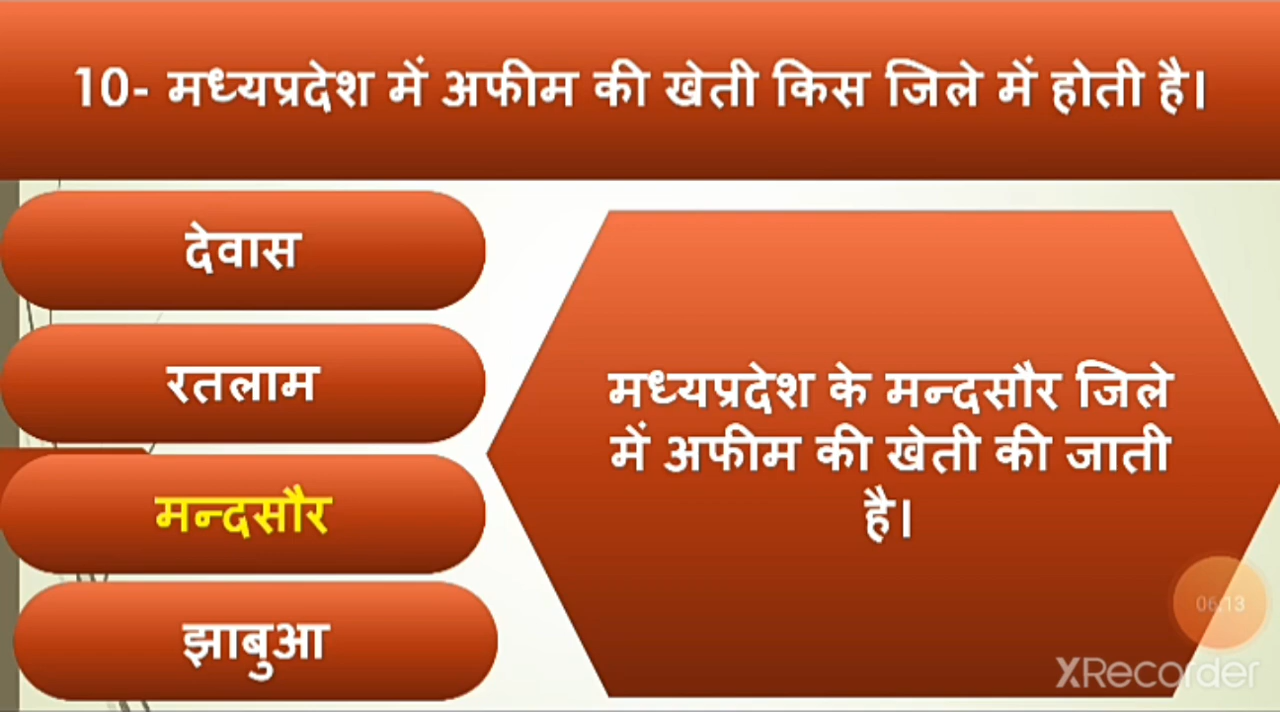 10- मध्यप्रदेश में अफीम की खेती किस जिले में होती है।
देवास
रतलाम
मन्दसौर
झाबुआ
मध्यप्रदेश के मन्दसौर जिले
में अफीम की खेती की जाती
है।
06:13
XRecorder